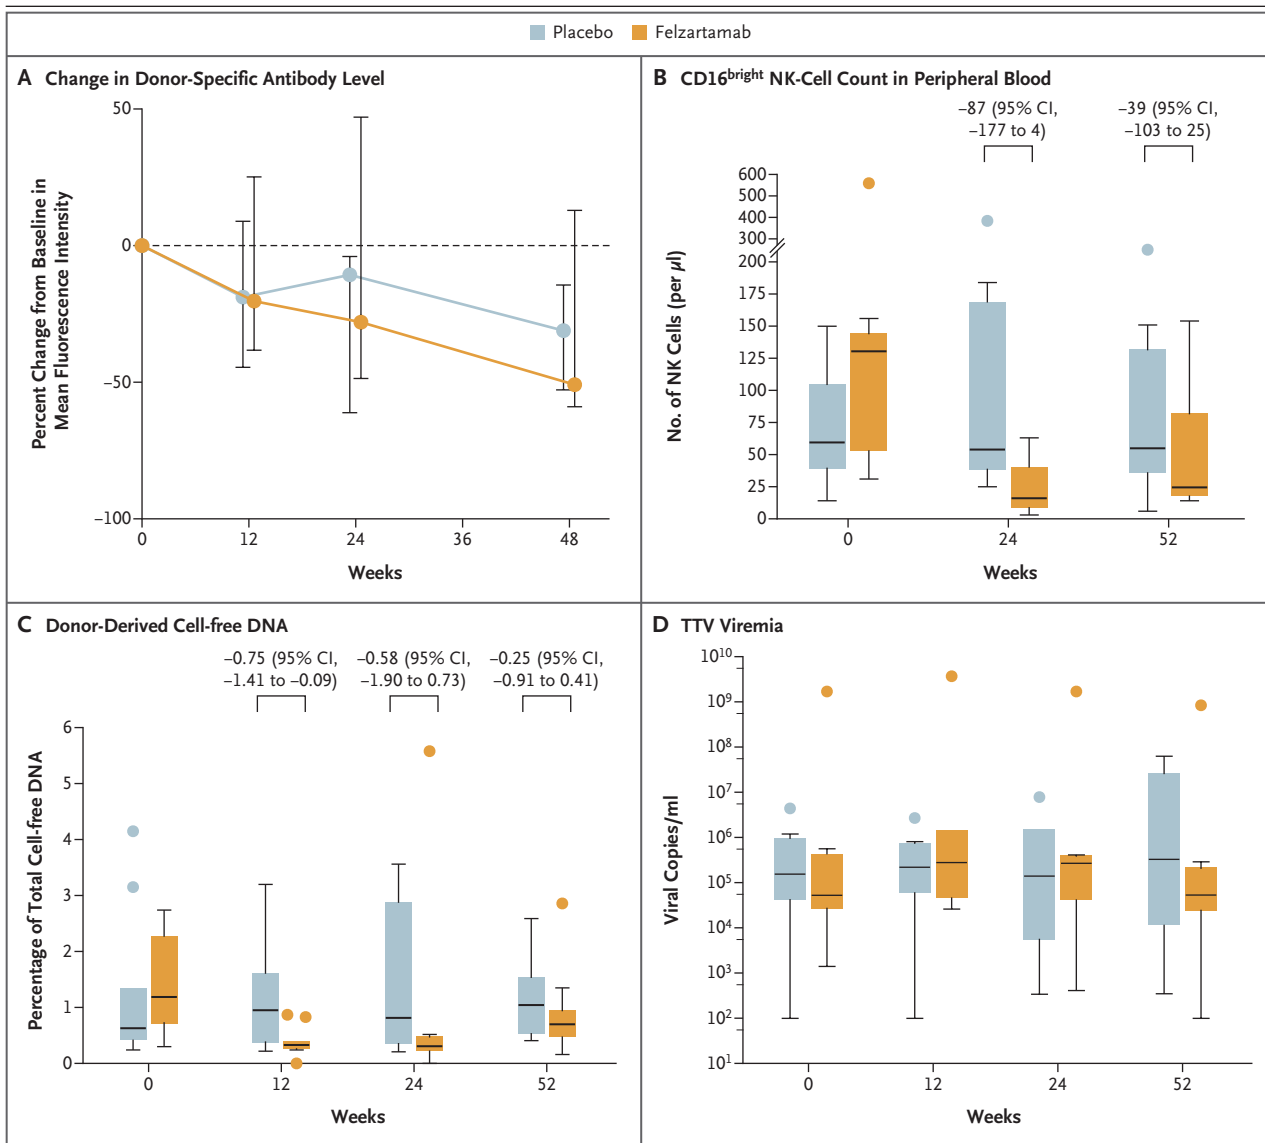 Placebo Felzartamab
A Change in Donor-Specific Antibody Level
Percent Change from Baseline in
Mean Fluorescence Intensity
50
0
−50
−100
0 12 24 36 48
Weeks
B CD16bright NK-Cell Count in Peripheral Blood
−87 (95% CI, −39 (95% CI,
−177 to 4) −103 to 25)
No. of NK Cells (per µl)
600
500
400
300
200
175
150
125
100
75
50
25
0
0 24 52
Weeks
C Donor-Derived Cell-free DNA
−0.75 (95% CI, −0.58 (95% CI, −0.25 (95% CI,
−1.41 to −0.09) −1.90 to 0.73) −0.91 to 0.41)
Percentage of Total Cell-free DNA
6
5
4
3
2
1
0
0 12 24 52
Weeks
D TTV Viremia
Viral Copies/ml
10¹⁰
10⁹
10⁸
10⁷
10⁶
10⁵
10⁴
10³
10²
10¹
0 12 24 52
Weeks